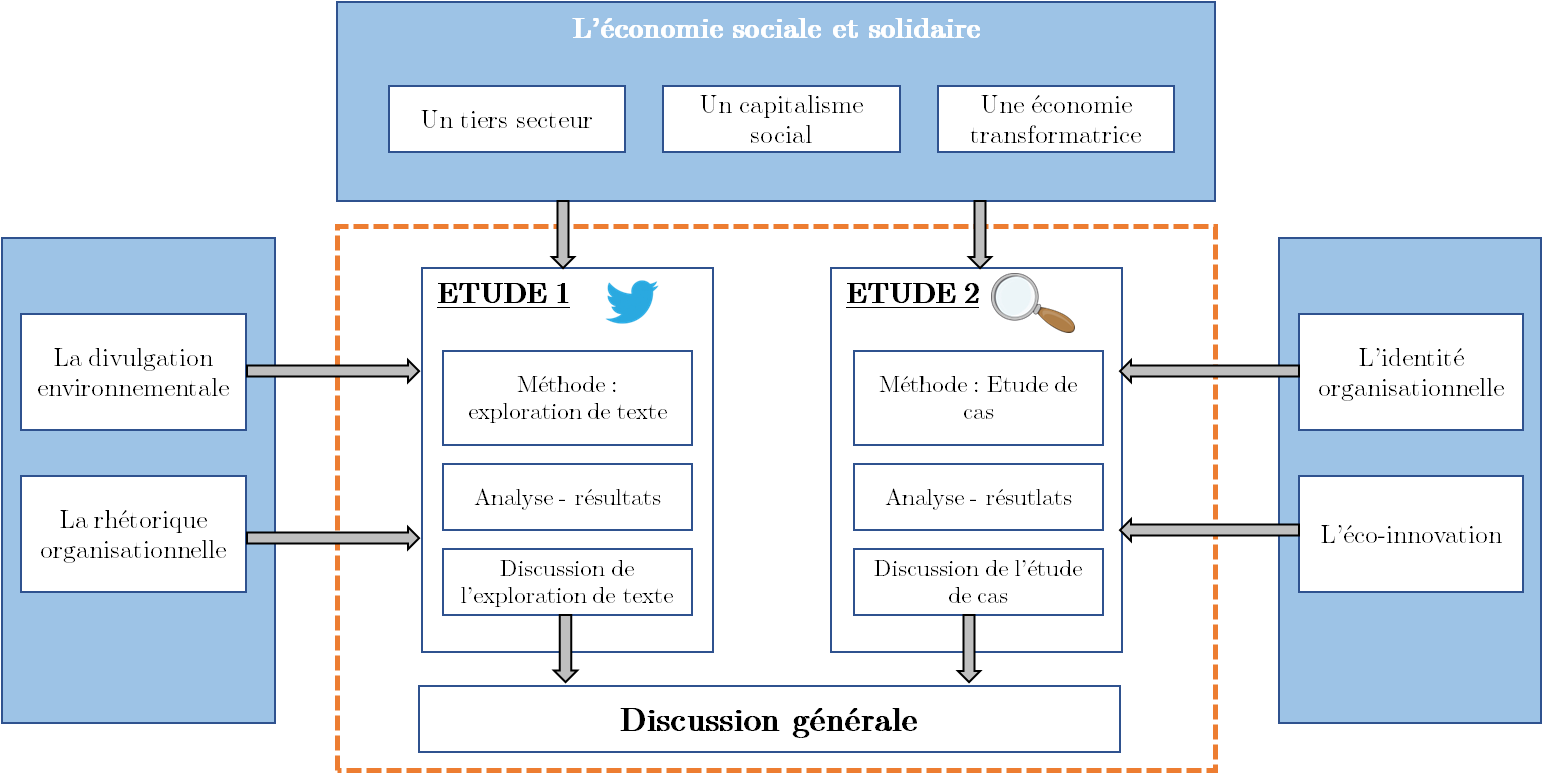 L'économie sociale et solidaire
Un tiers secteur
Un capitalisme
social
Une économie
transformatrice
La divulgation
environnementale
La rhétorique
organisationnelle
ETUDE 1
Méthode :
exploration de texte
Analyse - résultats
Discussion de
l'exploration de texte
ETUDE 2
Méthode : Etude de
cas
Analyse - résutlats
Discussion de l'étude
de cas
L'identité
organisationnelle
L'éco-innovation
Discussion générale